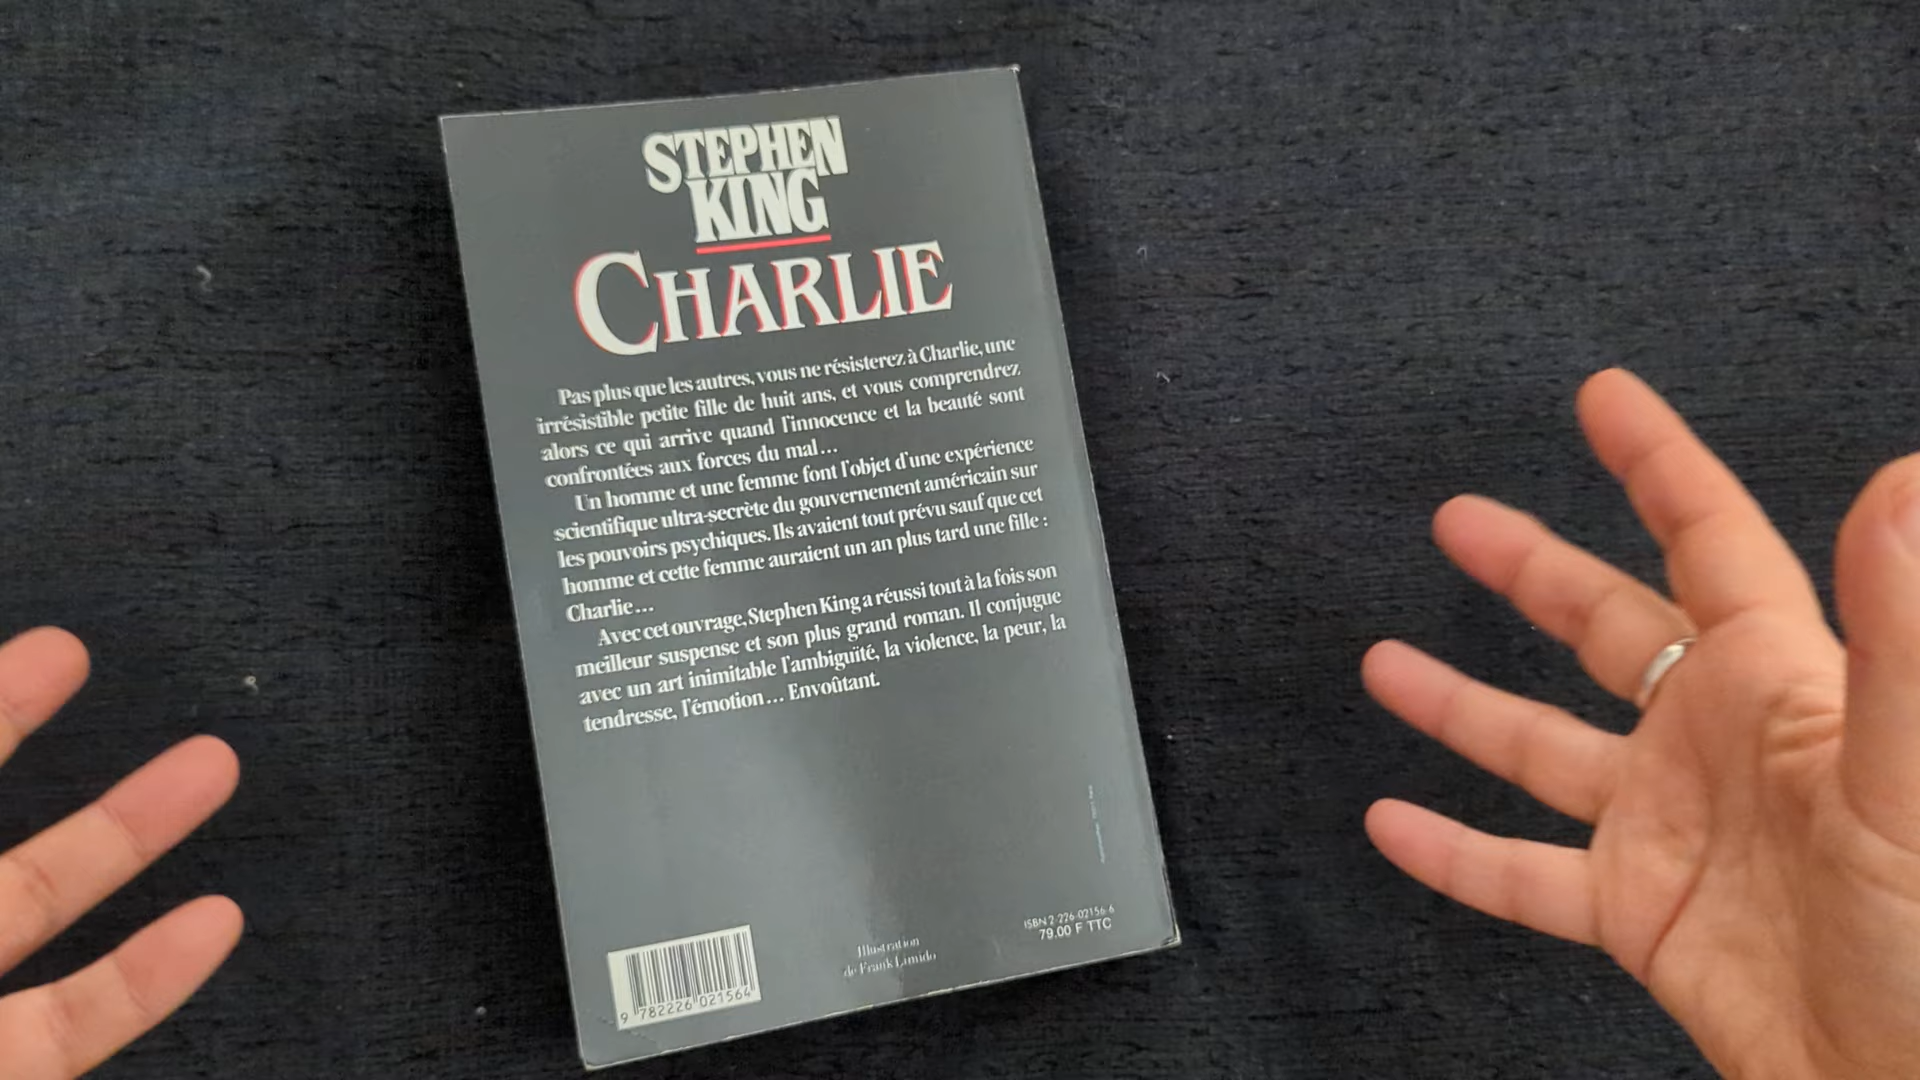 STEPHEN
KING
CHARLIE
Pas plus que les autres, vous ne résisterez à Charlie, une
irrésistible petite fille de huit ans, et vous comprendrez
alors ce qui arrive quand l'innocence et la beauté sont
confrontées aux forces du mal...
Un homme et une femme font l'objet d'une expérience
scientifique ultra-secrète du gouvernement américain sur
les pouvoirs psychiques. Ils avaient tout prévu sauf que cet
homme et cette femme auraient un an plus tard une fille :
Charlie...
Avec cet ouvrage, Stephen King a réussi tout à la fois son
meilleur suspense et son plus grand roman. Il conjugue
avec un art inimitable l'ambiguïté, la violence, la peur, la
tendresse, l'émotion... Envoûtant.
9 782226 021564
Illustration
de Frank Limido
ISBN 2-226-02156-6
79.00 F TTC